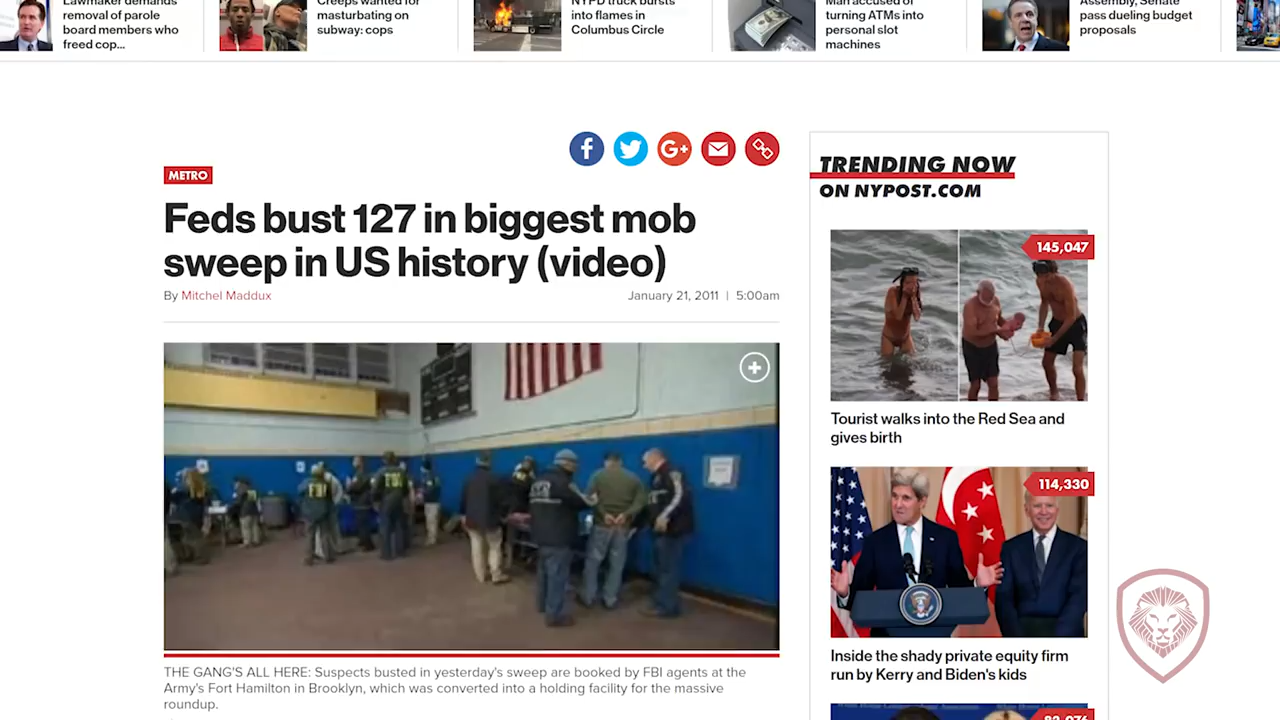 Lawmaker demands
removal of parole
board members who
freed cop...
Creeps wanted for
masturbating on
subway: cops
NYPD truck bursts
into flames in
Columbus Circle
Man accused of
turning ATMs into
personal slot
machines
Assembly, Senate
pass dueling budget
proposals
METRO
Feds bust 127 in biggest mob
sweep in US history (video)
By Mitchel Maddux
January 21, 2011 | 5:00am
FBI
FBI
THE GANG'S ALL HERE: Suspects busted in yesterday's sweep are booked by FBI agents at the
Army's Fort Hamilton in Brooklyn, which was converted into a holding facility for the massive
roundup.
TRENDING NOW
ON NYPOST.COM
145,047
Tourist walks into the Red Sea and
gives birth
114,330
Inside the shady private equity firm
run by Kerry and Biden's kids